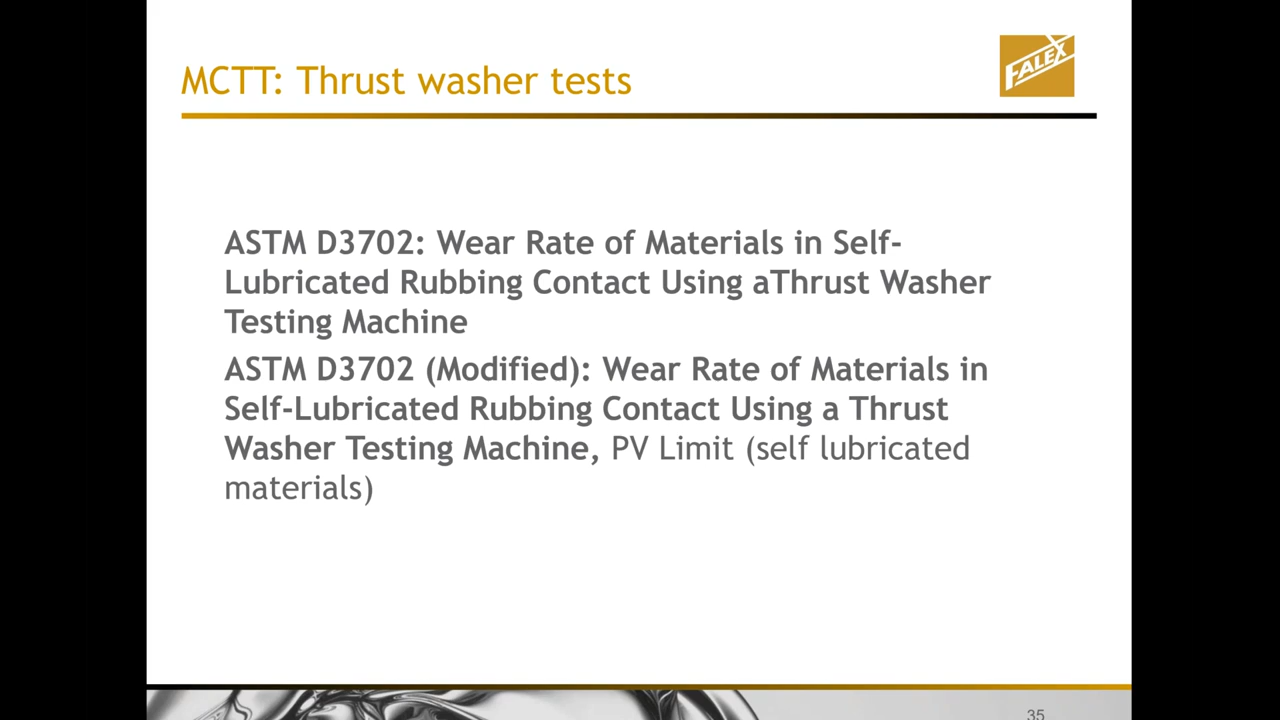 MCTT: Thrust washer tests
FALEX
ASTM D3702: Wear Rate of Materials in Self-
Lubricated Rubbing Contact Using aThrust Washer
Testing Machine
ASTM D3702 (Modified): Wear Rate of Materials in
Self-Lubricated Rubbing Contact Using a Thrust
Washer Testing Machine, PV Limit (self lubricated
materials)
35